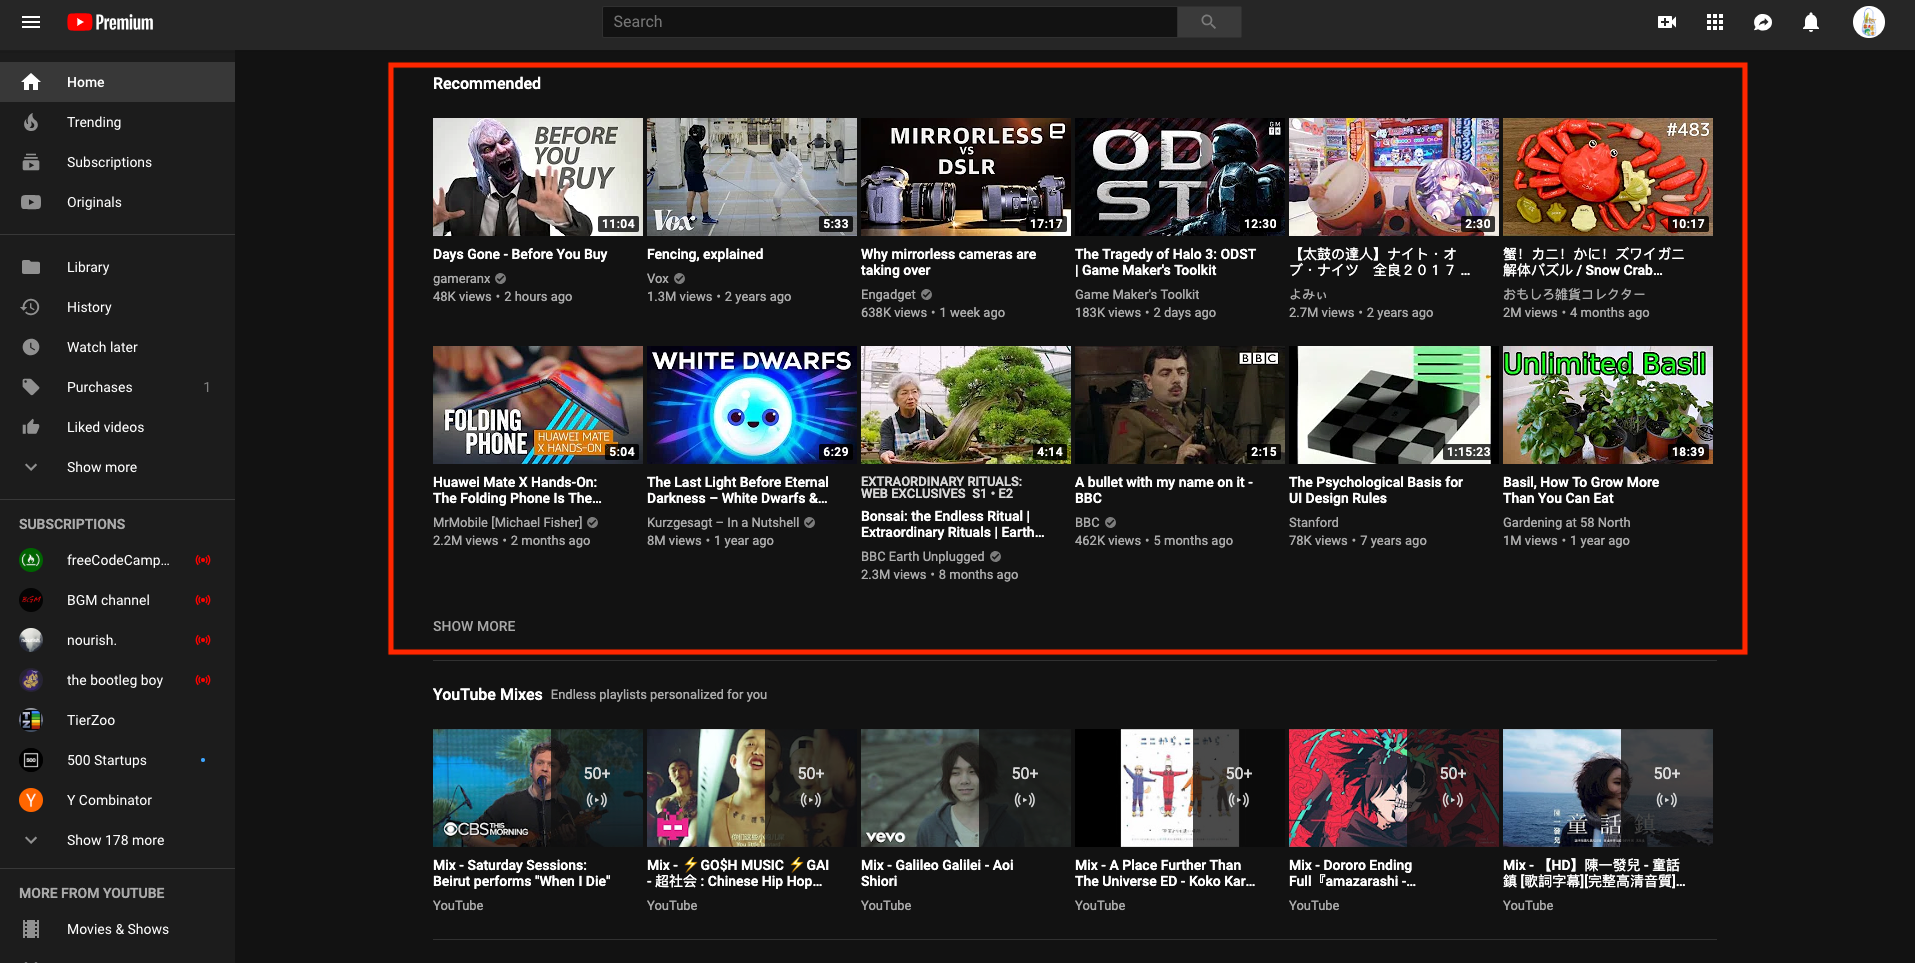 Premium
Search
Home
Trending
Subscriptions
Originals
Library
History
Watch later
Purchases 1
Liked videos
Show more
SUBSCRIPTIONS
freeCodeCamp...
BGM channel
nourish.
the bootleg boy
TierZoo
500 Startups
Y Combinator
Show 178 more
MORE FROM YOUTUBE
Movies & Shows
Recommended
BEFORE
YOU
BUY
11:04
Days Gone - Before You Buy
gameranx
48K views • 2 hours ago
Vox
5:33
Fencing, explained
Vox
1.3M views • 2 years ago
MIRRORLESS
VS
DSLR
17:17
Why mirrorless cameras are
taking over
Engadget
638K views • 1 week ago
GM
TK
OD
ST
12:30
The Tragedy of Halo 3: ODST
| Game Maker's Toolkit
Game Maker's Toolkit
183K views • 2 days ago
2:30
【太鼓の達人】ナイト・オ
ブ・ナイツ　全良２０１７ ...
よみぃ
2.7M views • 2 years ago
#483
10:17
蟹！カニ！かに！ズワイガニ
解体パズル / Snow Crab...
おもしろ雑貨コレクター
2M views • 4 months ago
FOLDING
PHONE
HUAWEI MATE
X HANDS-ON
5:04
Huawei Mate X Hands-On:
The Folding Phone Is The...
MrMobile [Michael Fisher]
2.2M views • 2 months ago
WHITE DWARFS
6:29
The Last Light Before Eternal
Darkness – White Dwarfs &...
Kurzgesagt – In a Nutshell
8M views • 1 year ago
4:14
EXTRAORDINARY RITUALS:
WEB EXCLUSIVES S1 • E2
Bonsai: the Endless Ritual |
Extraordinary Rituals | Earth...
BBC Earth Unplugged
2.3M views • 8 months ago
BBC
2:15
A bullet with my name on it -
BBC
BBC
462K views • 5 months ago
1:15:23
The Psychological Basis for
UI Design Rules
Stanford
78K views • 7 years ago
Unlimited Basil
18:39
Basil, How To Grow More
Than You Can Eat
Gardening at 58 North
1M views • 1 year ago
SHOW MORE
YouTube Mixes Endless playlists personalized for you
CBS THIS
MORNING
50+
Mix - Saturday Sessions:
Beirut performs "When I Die"
YouTube
50+
Mix - ⚡GO$H MUSIC ⚡GAI
- 超社会 : Chinese Hip Hop...
YouTube
vevo
50+
Mix - Galileo Galilei - Aoi
Shiori
YouTube
ここから、ここから
50+
Mix - A Place Further Than
The Universe ED - Koko Kar...
YouTube
50+
Mix - Dororo Ending
Full『amazarashi -...
YouTube
50+
陳一發兒
童話鎮
Mix - 【HD】陳一發兒 - 童話
鎮 [歌詞字幕][完整高清音質]...
YouTube